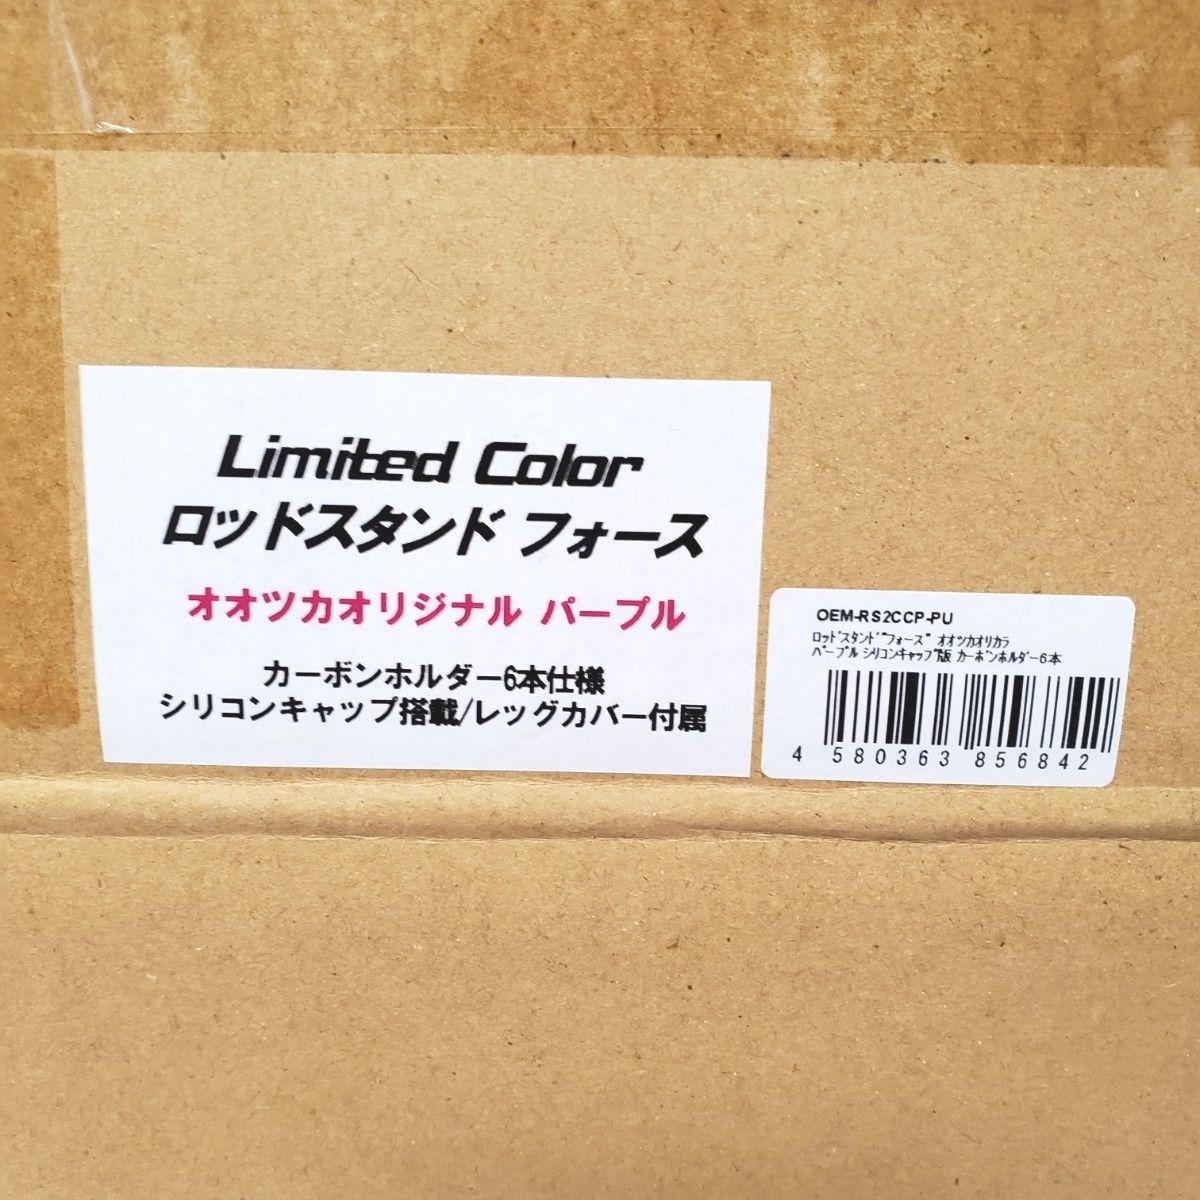 Limited Color
ロッドスタンド フォース
オオツカオリジナル パープル
カーボンホルダー6本仕様
シリコンキャップ搭載/レッグカバー付属
OEM-RS2CCP-PU
ﾛｯﾄﾞｽﾀﾝﾄﾞ"ﾌｫｰｽ" ｵｵﾂｶｵﾘｶﾗ
ﾊﾟｰﾌﾟﾙ ｼﾘｺﾝｷｬｯﾌﾟ版 ｶｰﾎﾞﾝﾎﾙﾀﾞｰ6本
4 580363 856842